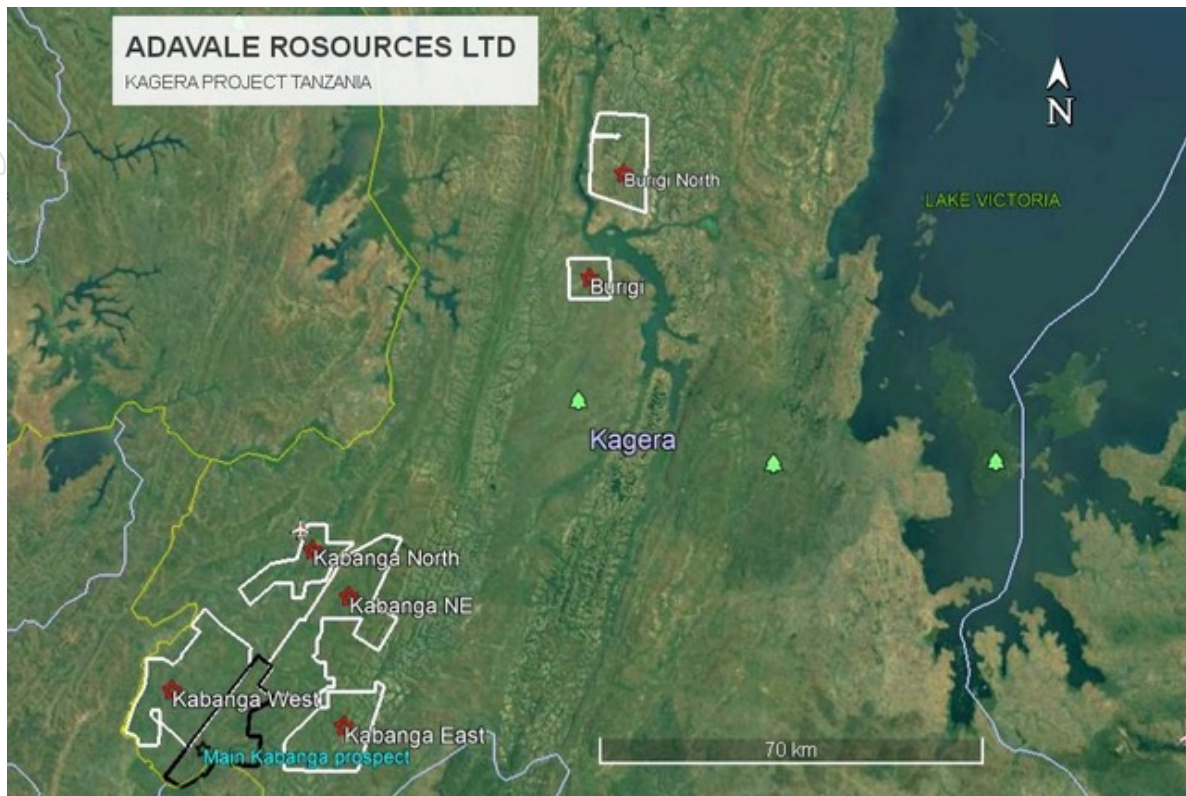 ADAVALE ROSOURCES LTD
KAGERA PROJECT TANZANIA
N
Burigi North
LAKE VICTORIA
Burigi
Kagera
Kabanga North
Kabanga NE
Kabanga West
Kabanga East
Main Kabanga prospect
70 km